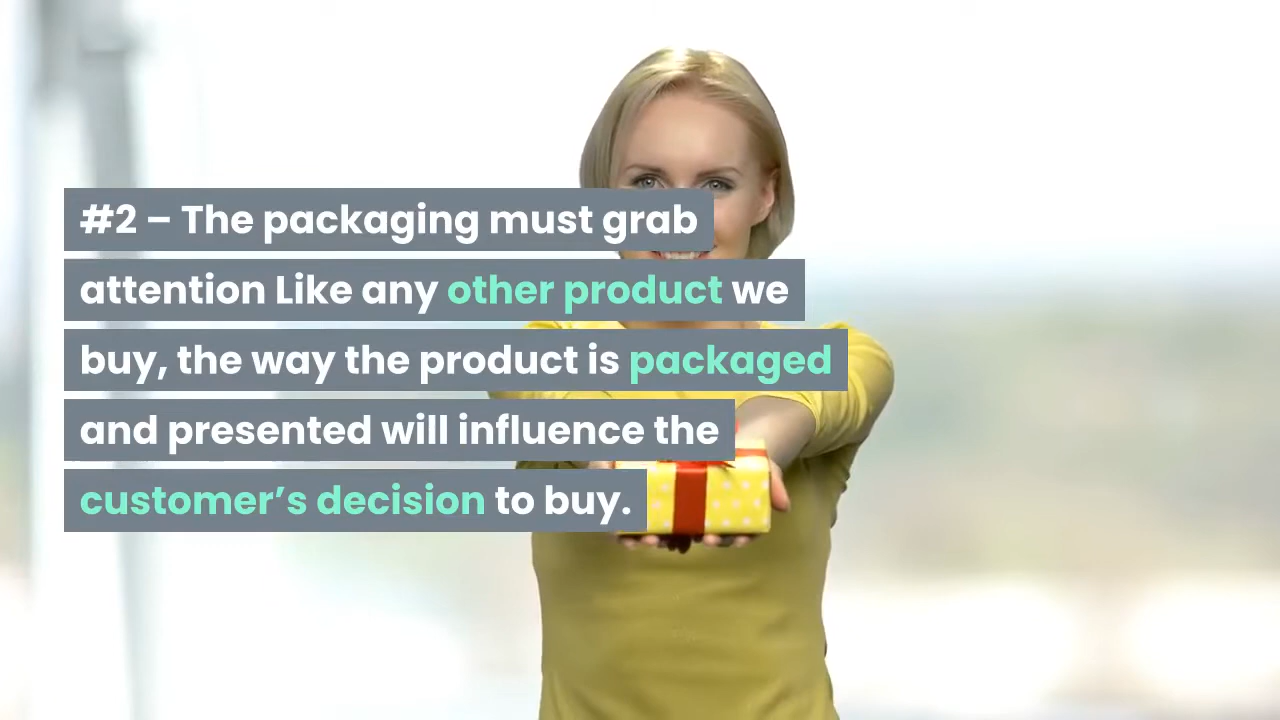 #2 – The packaging must grab
attention Like any other product we
buy, the way the product is packaged
and presented will influence the
customer’s decision to buy.